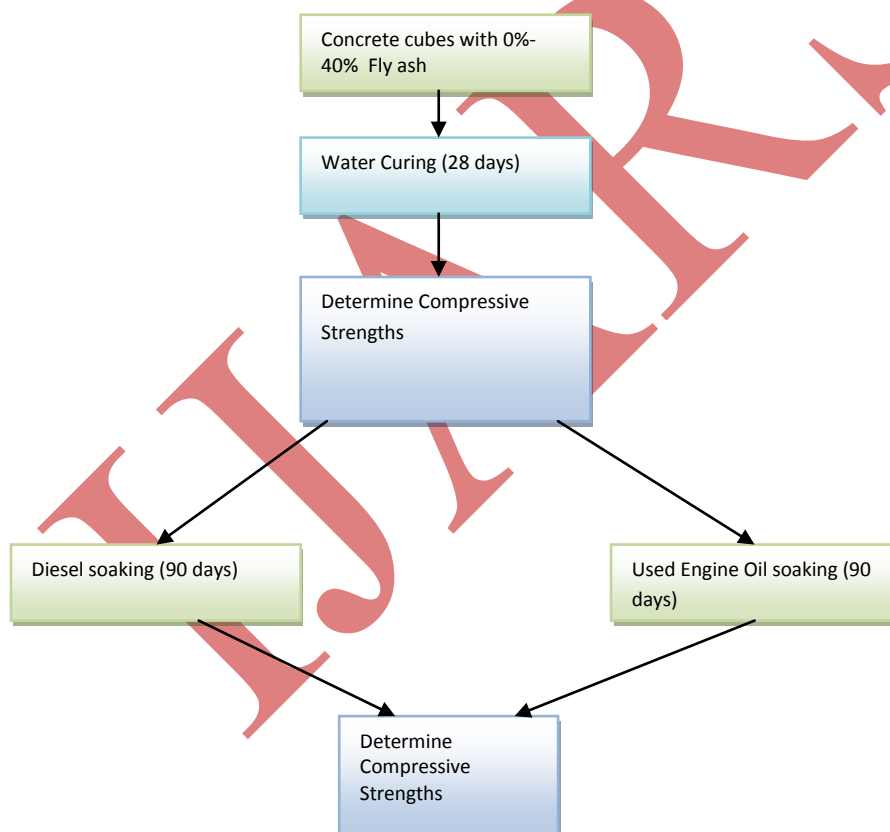 Concrete cubes with 0%-
40% Fly ash
Water Curing (28 days)
Determine Compressive
Strengths
Diesel soaking (90 days)
Used Engine Oil soaking (90
days)
Determine
Compressive
Strengths
IJAR